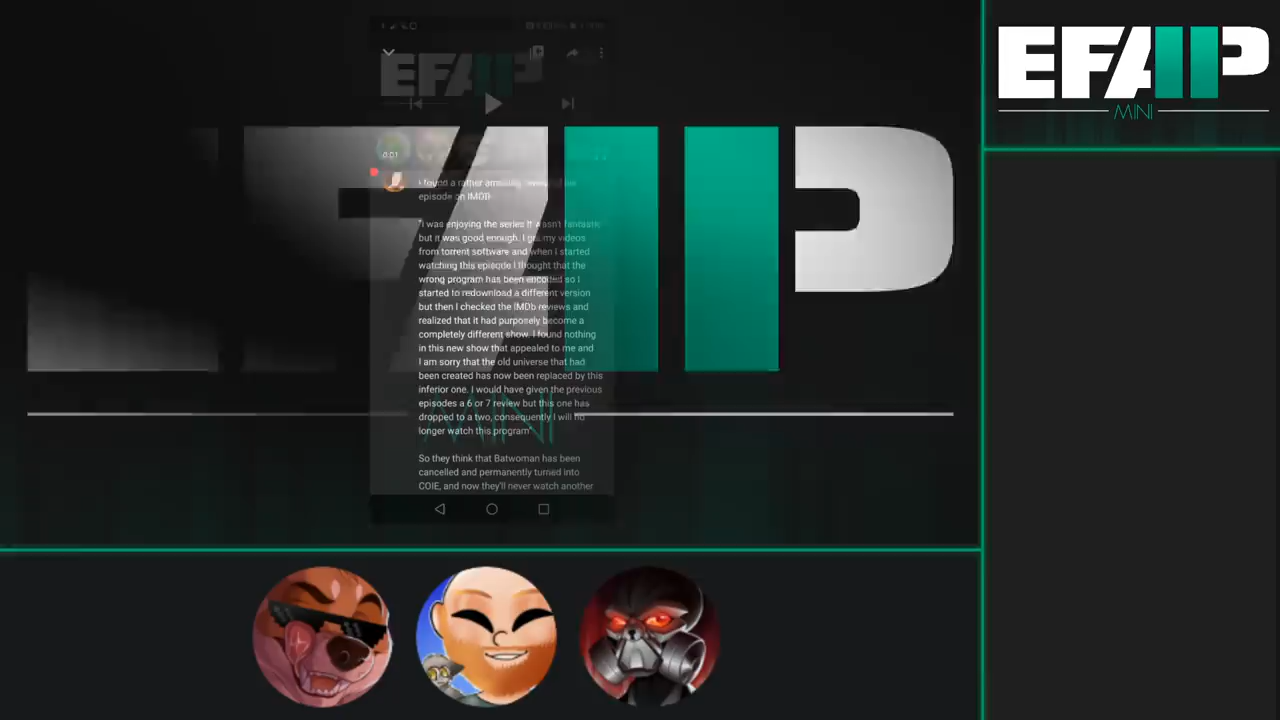 EFAP
MINI
EFAP
0:01
I found a rather amusing review of the
episode on IMDB
"I was enjoying the series It wasn't fantastic
but it was good enough. I get my videos
from torrent software and when I started
watching this episode I thought that the
wrong program has been encoded so I
started to redownload a different version
but then I checked the IMDb reviews and
realized that it had purposely become a
completely different show. I found nothing
in this new show that appealed to me and
I am sorry that the old universe that had
been created has now been replaced by this
inferior one. I would have given the previous
episodes a 6 or 7 review but this one has
dropped to a two, consequently I will no
longer watch this program"
So they think that Batwoman has been
cancelled and permanently turned into
COIE, and now they'll never watch another
FAP
MINI